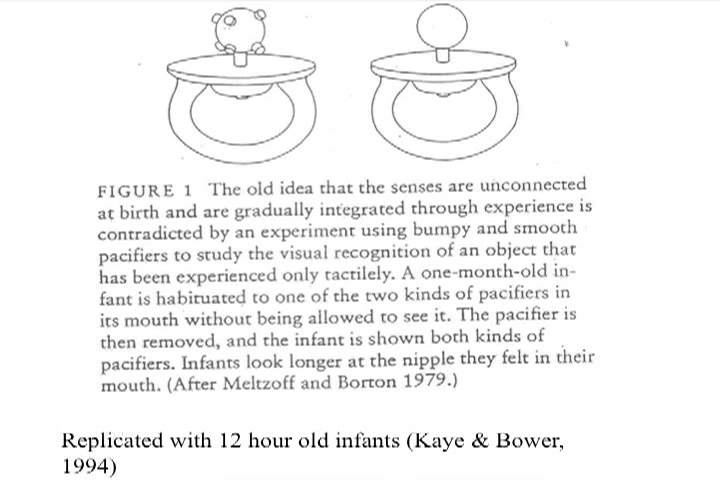 FIGURE 1 The old idea that the senses are unconnected
at birth and are gradually integrated through experience is
contradicted by an experiment using bumpy and smooth
pacifiers to study the visual recognition of an object that
has been experienced only tactilely. A one-month-old in-
fant is habituated to one of the two kinds of pacifiers in
its mouth without being allowed to see it. The pacifier is
then removed, and the infant is shown both kinds of
pacifiers. Infants look longer at the nipple they felt in their
mouth. (After Meltzoff and Borton 1979.)
Replicated with 12 hour old infants (Kaye & Bower,
1994)